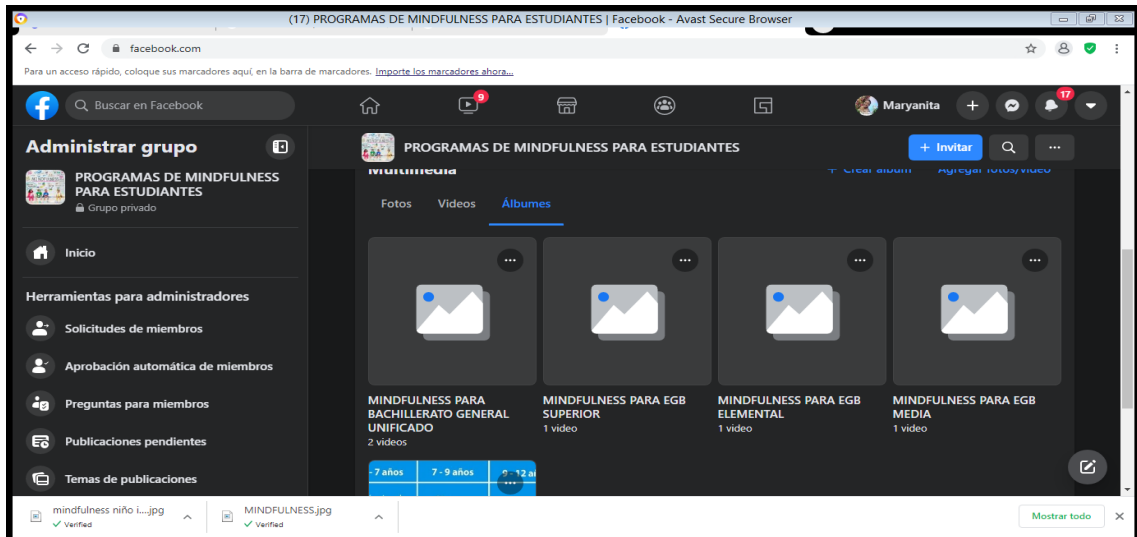 (17) PROGRAMAS DE MINDFULNESS PARA ESTUDIANTES | Facebook - Avast Secure Browser
facebook.com
Para un acceso rápido, coloque sus marcadores aquí, en la barra de marcadores. Importe los marcadores ahora...
Buscar en Facebook
9
Maryanita
17
Administrar grupo
PROGRAMAS DE MINDFULNESS
PARA ESTUDIANTES
Grupo privado
Inicio
Herramientas para administradores
Solicitudes de miembros
Aprobación automática de miembros
Preguntas para miembros
Publicaciones pendientes
Temas de publicaciones
PROGRAMAS DE MINDFULNESS PARA ESTUDIANTES
+ Invitar
Multimedia
+ Crear álbum
Agregar fotos/video
Fotos
Videos
Álbumes
MINDFULNESS PARA
BACHILLERATO GENERAL
UNIFICADO
2 videos
MINDFULNESS PARA EGB
SUPERIOR
1 video
MINDFULNESS PARA EGB
ELEMENTAL
1 video
MINDFULNESS PARA EGB
MEDIA
1 video
- 7 años
7 - 9 años
mindfulness niño i....jpg
Verified
MINDFULNESS.jpg
Verified
Mostrar todo